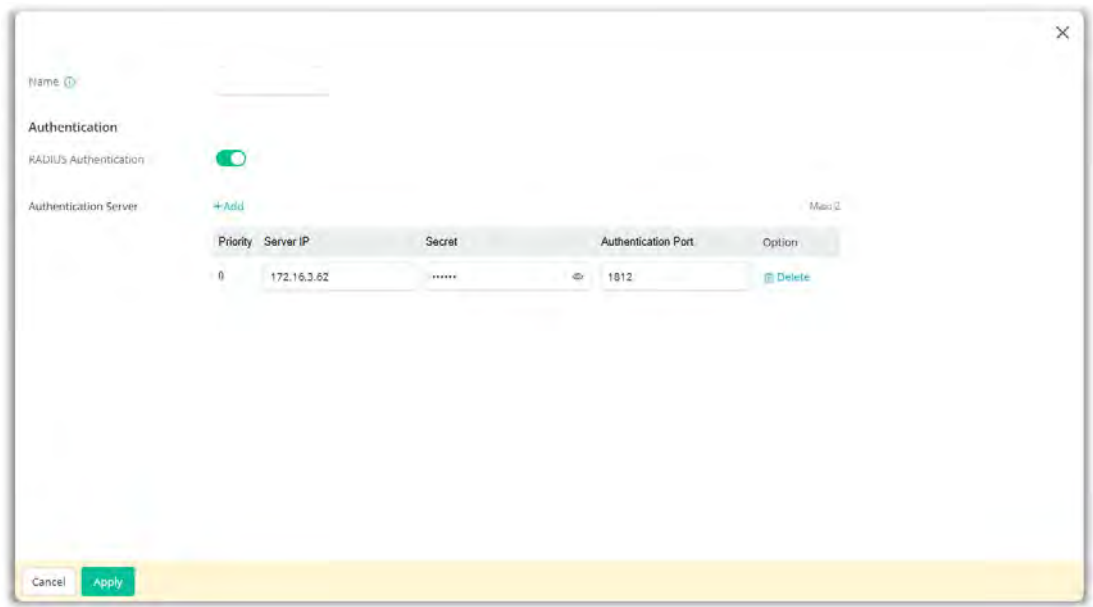 Name
Authentication
RADIUS Authentication
Authentication Server +Add Max: 2
Priority Server IP Secret Authentication Port Option
0 172.16.3.62 •••••• 1812 Delete
Cancel Apply